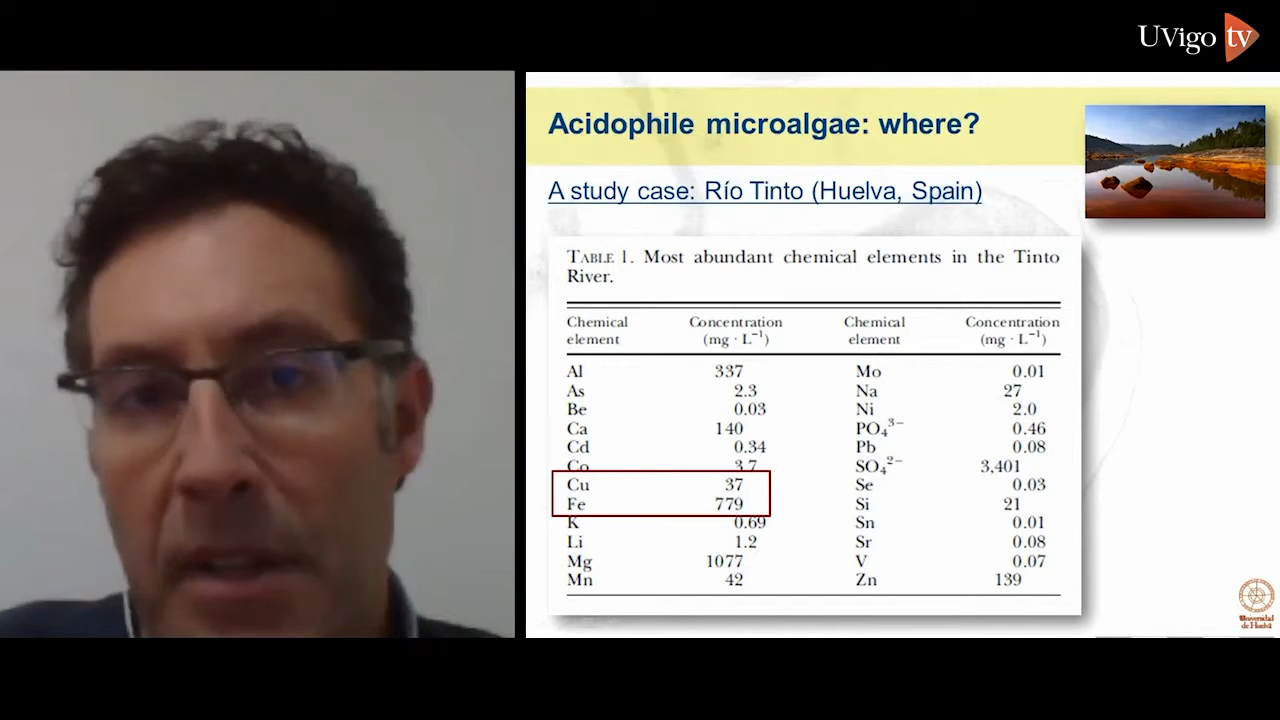 UVigo tv
Acidophile microalgae: where?
A study case: Río Tinto (Huelva, Spain)
TABLE 1. Most abundant chemical elements in the Tinto
River.
Chemical Concentration Chemical Concentration
element (mg · L⁻¹) element (mg · L⁻¹)
Al 337 Mo 0.01
As 2.3 Na 27
Be 0.03 Ni 2.0
Ca 140 PO₄³⁻ 0.46
Cd 0.34 Pb 0.08
Co 3.7 SO₄²⁻ 3,401
Cu 37 Se 0.03
Fe 779 Si 21
K 0.69 Sn 0.01
Li 1.2 Sr 0.08
Mg 1077 V 0.07
Mn 42 Zn 139
Universidad
de Huelva